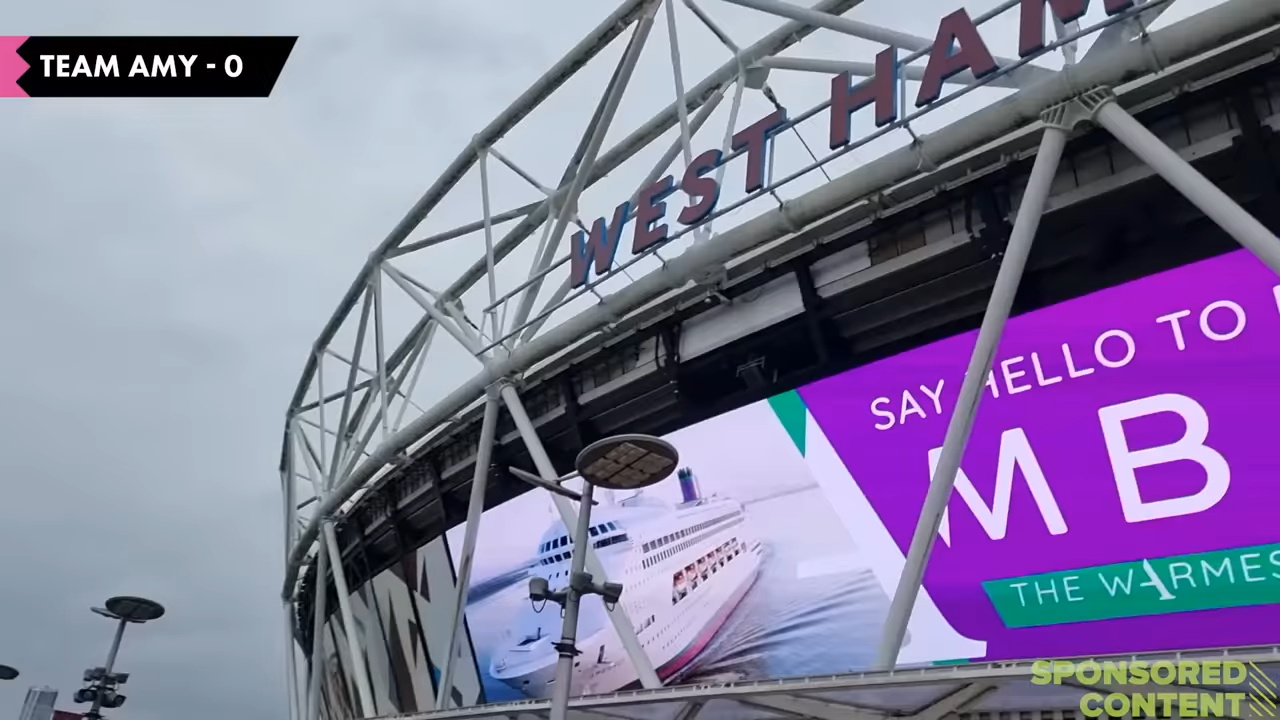 TEAM AMY - 0
WEST HAM
SAY HELLO TO
M B
THE WARMES
SPONSORED
CONTENT